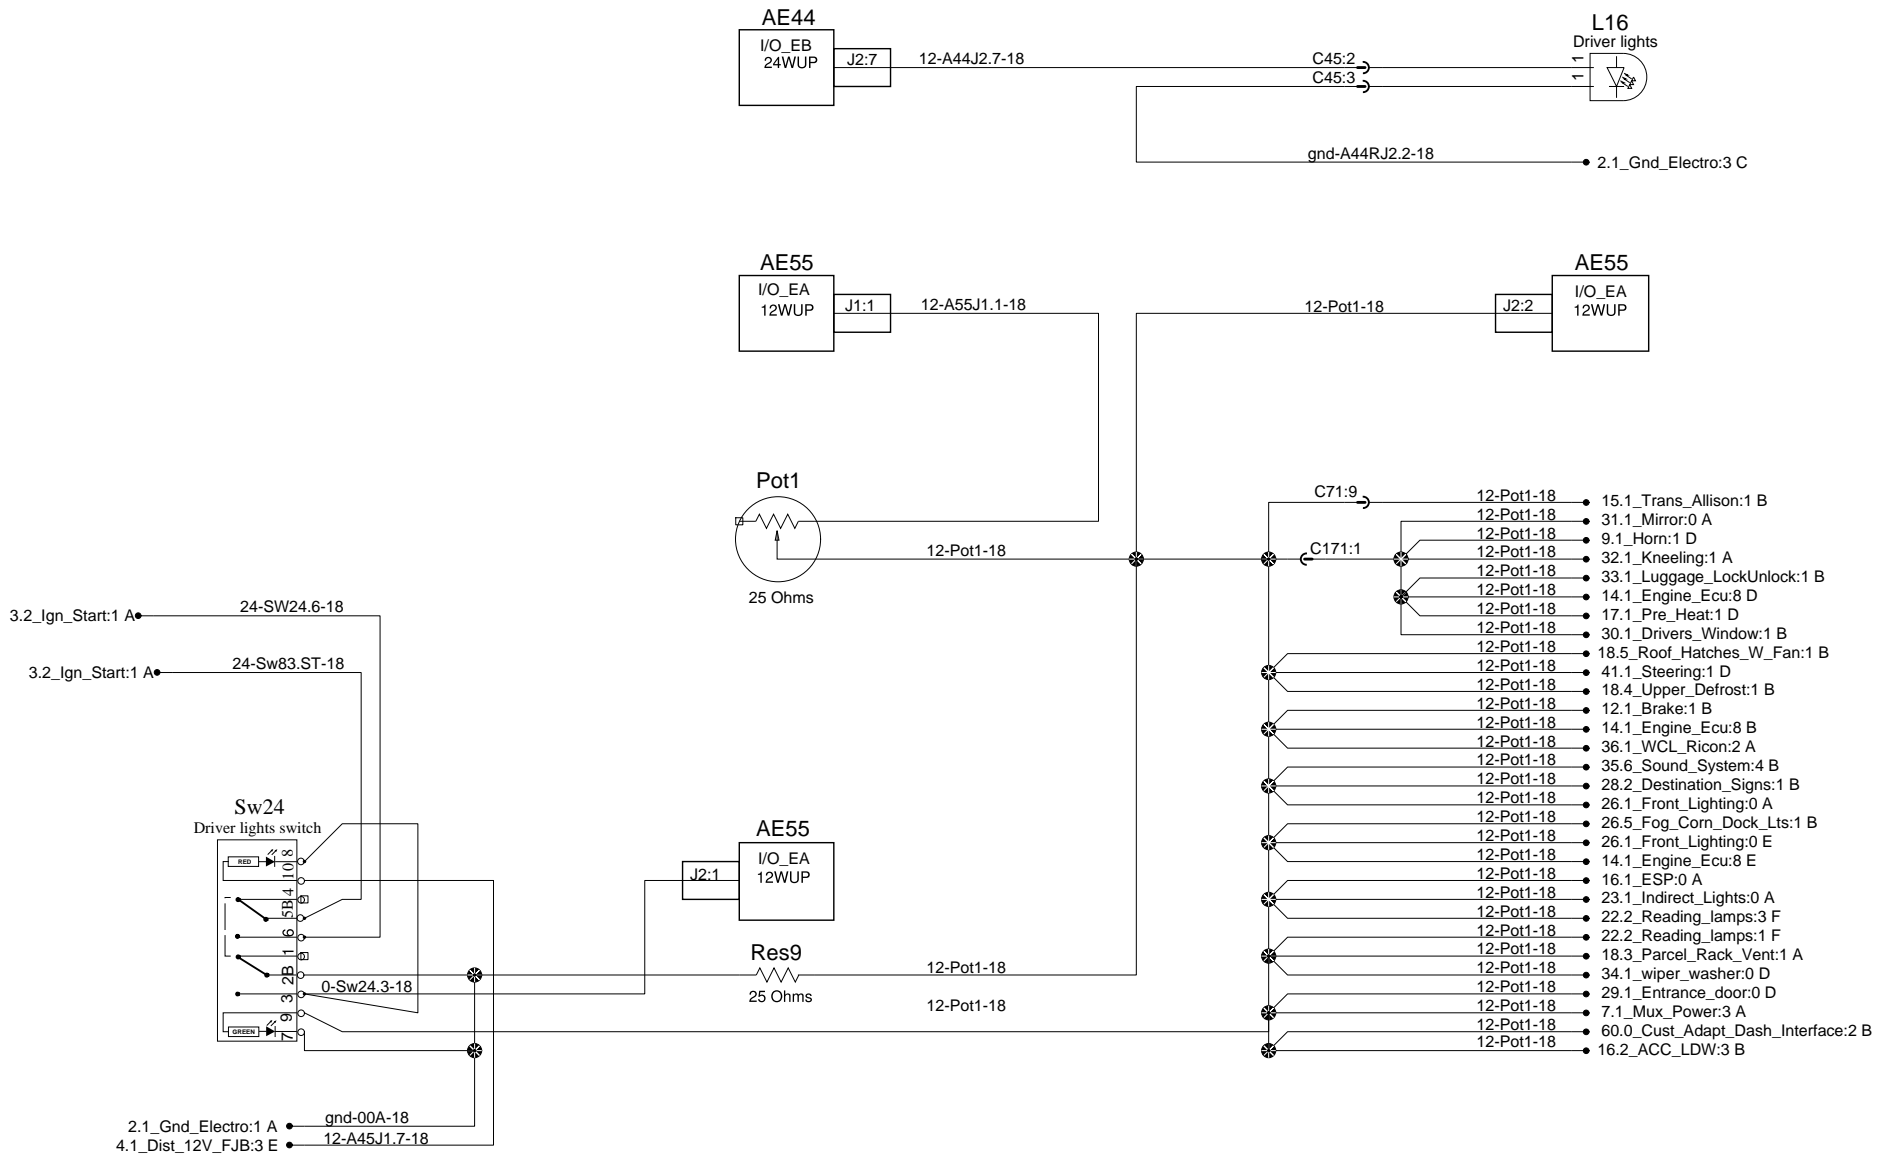 AE44
I/O_EB
24WUP
J2:7
12-A44J2.7-18
C45:2
C45:3
L16
Driver lights
1
1
gnd-A44RJ2.2-18
2.1_Gnd_Electro:3 C
AE55
I/O_EA
12WUP
J1:1
12-A55J1.1-18
12-Pot1-18
AE55
J2:2
I/O_EA
12WUP
Pot1
25 Ohms
12-Pot1-18
C71:9
C171:1
12-Pot1-18 15.1_Trans_Allison:1 B
12-Pot1-18 31.1_Mirror:0 A
12-Pot1-18 9.1_Horn:1 D
12-Pot1-18 32.1_Kneeling:1 A
12-Pot1-18 33.1_Luggage_LockUnlock:1 B
12-Pot1-18 14.1_Engine_Ecu:8 D
12-Pot1-18 17.1_Pre_Heat:1 D
12-Pot1-18 30.1_Drivers_Window:1 B
12-Pot1-18 18.5_Roof_Hatches_W_Fan:1 B
12-Pot1-18 41.1_Steering:1 D
12-Pot1-18 18.4_Upper_Defrost:1 B
12-Pot1-18 12.1_Brake:1 B
12-Pot1-18 14.1_Engine_Ecu:8 B
12-Pot1-18 36.1_WCL_Ricon:2 A
12-Pot1-18 35.6_Sound_System:4 B
12-Pot1-18 28.2_Destination_Signs:1 B
12-Pot1-18 26.1_Front_Lighting:0 A
12-Pot1-18 26.5_Fog_Corn_Dock_Lts:1 B
12-Pot1-18 26.1_Front_Lighting:0 E
12-Pot1-18 14.1_Engine_Ecu:8 E
12-Pot1-18 16.1_ESP:0 A
12-Pot1-18 23.1_Indirect_Lights:0 A
12-Pot1-18 22.2_Reading_lamps:3 F
12-Pot1-18 22.2_Reading_lamps:1 F
12-Pot1-18 18.3_Parcel_Rack_Vent:1 A
12-Pot1-18 34.1_wiper_washer:0 D
12-Pot1-18 29.1_Entrance_door:0 D
12-Pot1-18 7.1_Mux_Power:3 A
12-Pot1-18 60.0_Cust_Adapt_Dash_Interface:2 B
12-Pot1-18 16.2_ACC_LDW:3 B
3.2_Ign_Start:1 A
24-SW24.6-18
3.2_Ign_Start:1 A
24-Sw83.ST-18
Sw24
Driver lights switch
RED
8
10
4
5B
6
1
2B
3
9
7
GREEN
0-Sw24.3-18
AE55
J2:1
I/O_EA
12WUP
Res9
25 Ohms
12-Pot1-18
12-Pot1-18
2.1_Gnd_Electro:1 A
gnd-00A-18
4.1_Dist_12V_FJB:3 E
12-A45J1.7-18